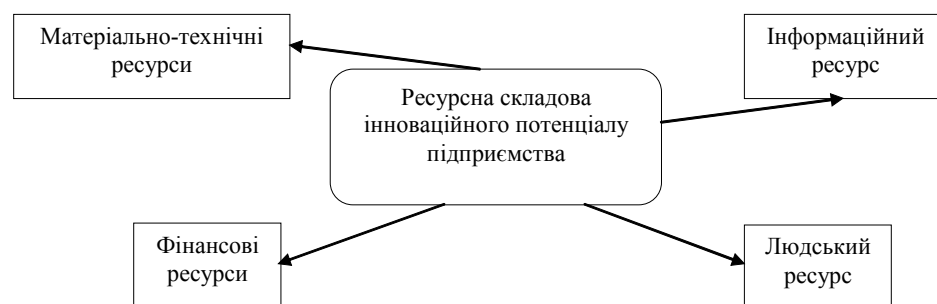 Матеріально-технічні
ресурси
Інформаційний
ресурс
Ресурсна складова
інноваційного потенціалу
підприємства
Фінансові
ресурси
Людський
ресурс